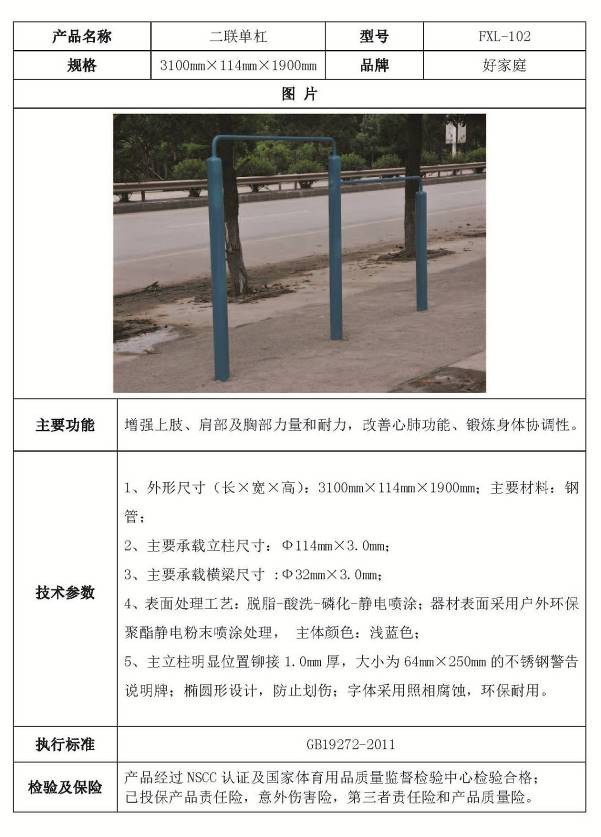 产品名称 二联单杠 型号 FXL-102
规格 3100mm×114mm×1900mm 品牌 好家庭
图 片
主要功能 增强上肢、肩部及胸部力量和耐力，改善心肺功能、锻炼身体协调性。
技术参数
1、外形尺寸（长×宽×高）：3100mm×114mm×1900mm；主要材料：钢
管；
2、主要承载立柱尺寸：Φ114mm×3.0mm；
3、主要承载横梁尺寸 :Φ32mm×3.0mm；
4、表面处理工艺：脱脂-酸洗-磷化-静电喷涂；器材表面采用户外环保
聚酯静电粉末喷涂处理， 主体颜色：浅蓝色；
5、主立柱明显位置铆接 1.0mm 厚，大小为 64mm×250mm 的不锈钢警告
说明牌；椭圆形设计，防止划伤；字体采用照相腐蚀，环保耐用。
执行标准 GB19272-2011
检验及保险
产品经过 NSCC 认证及国家体育用品质量监督检验中心检验合格；
己投保产品责任险，意外伤害险，第三者责任险和产品质量险。